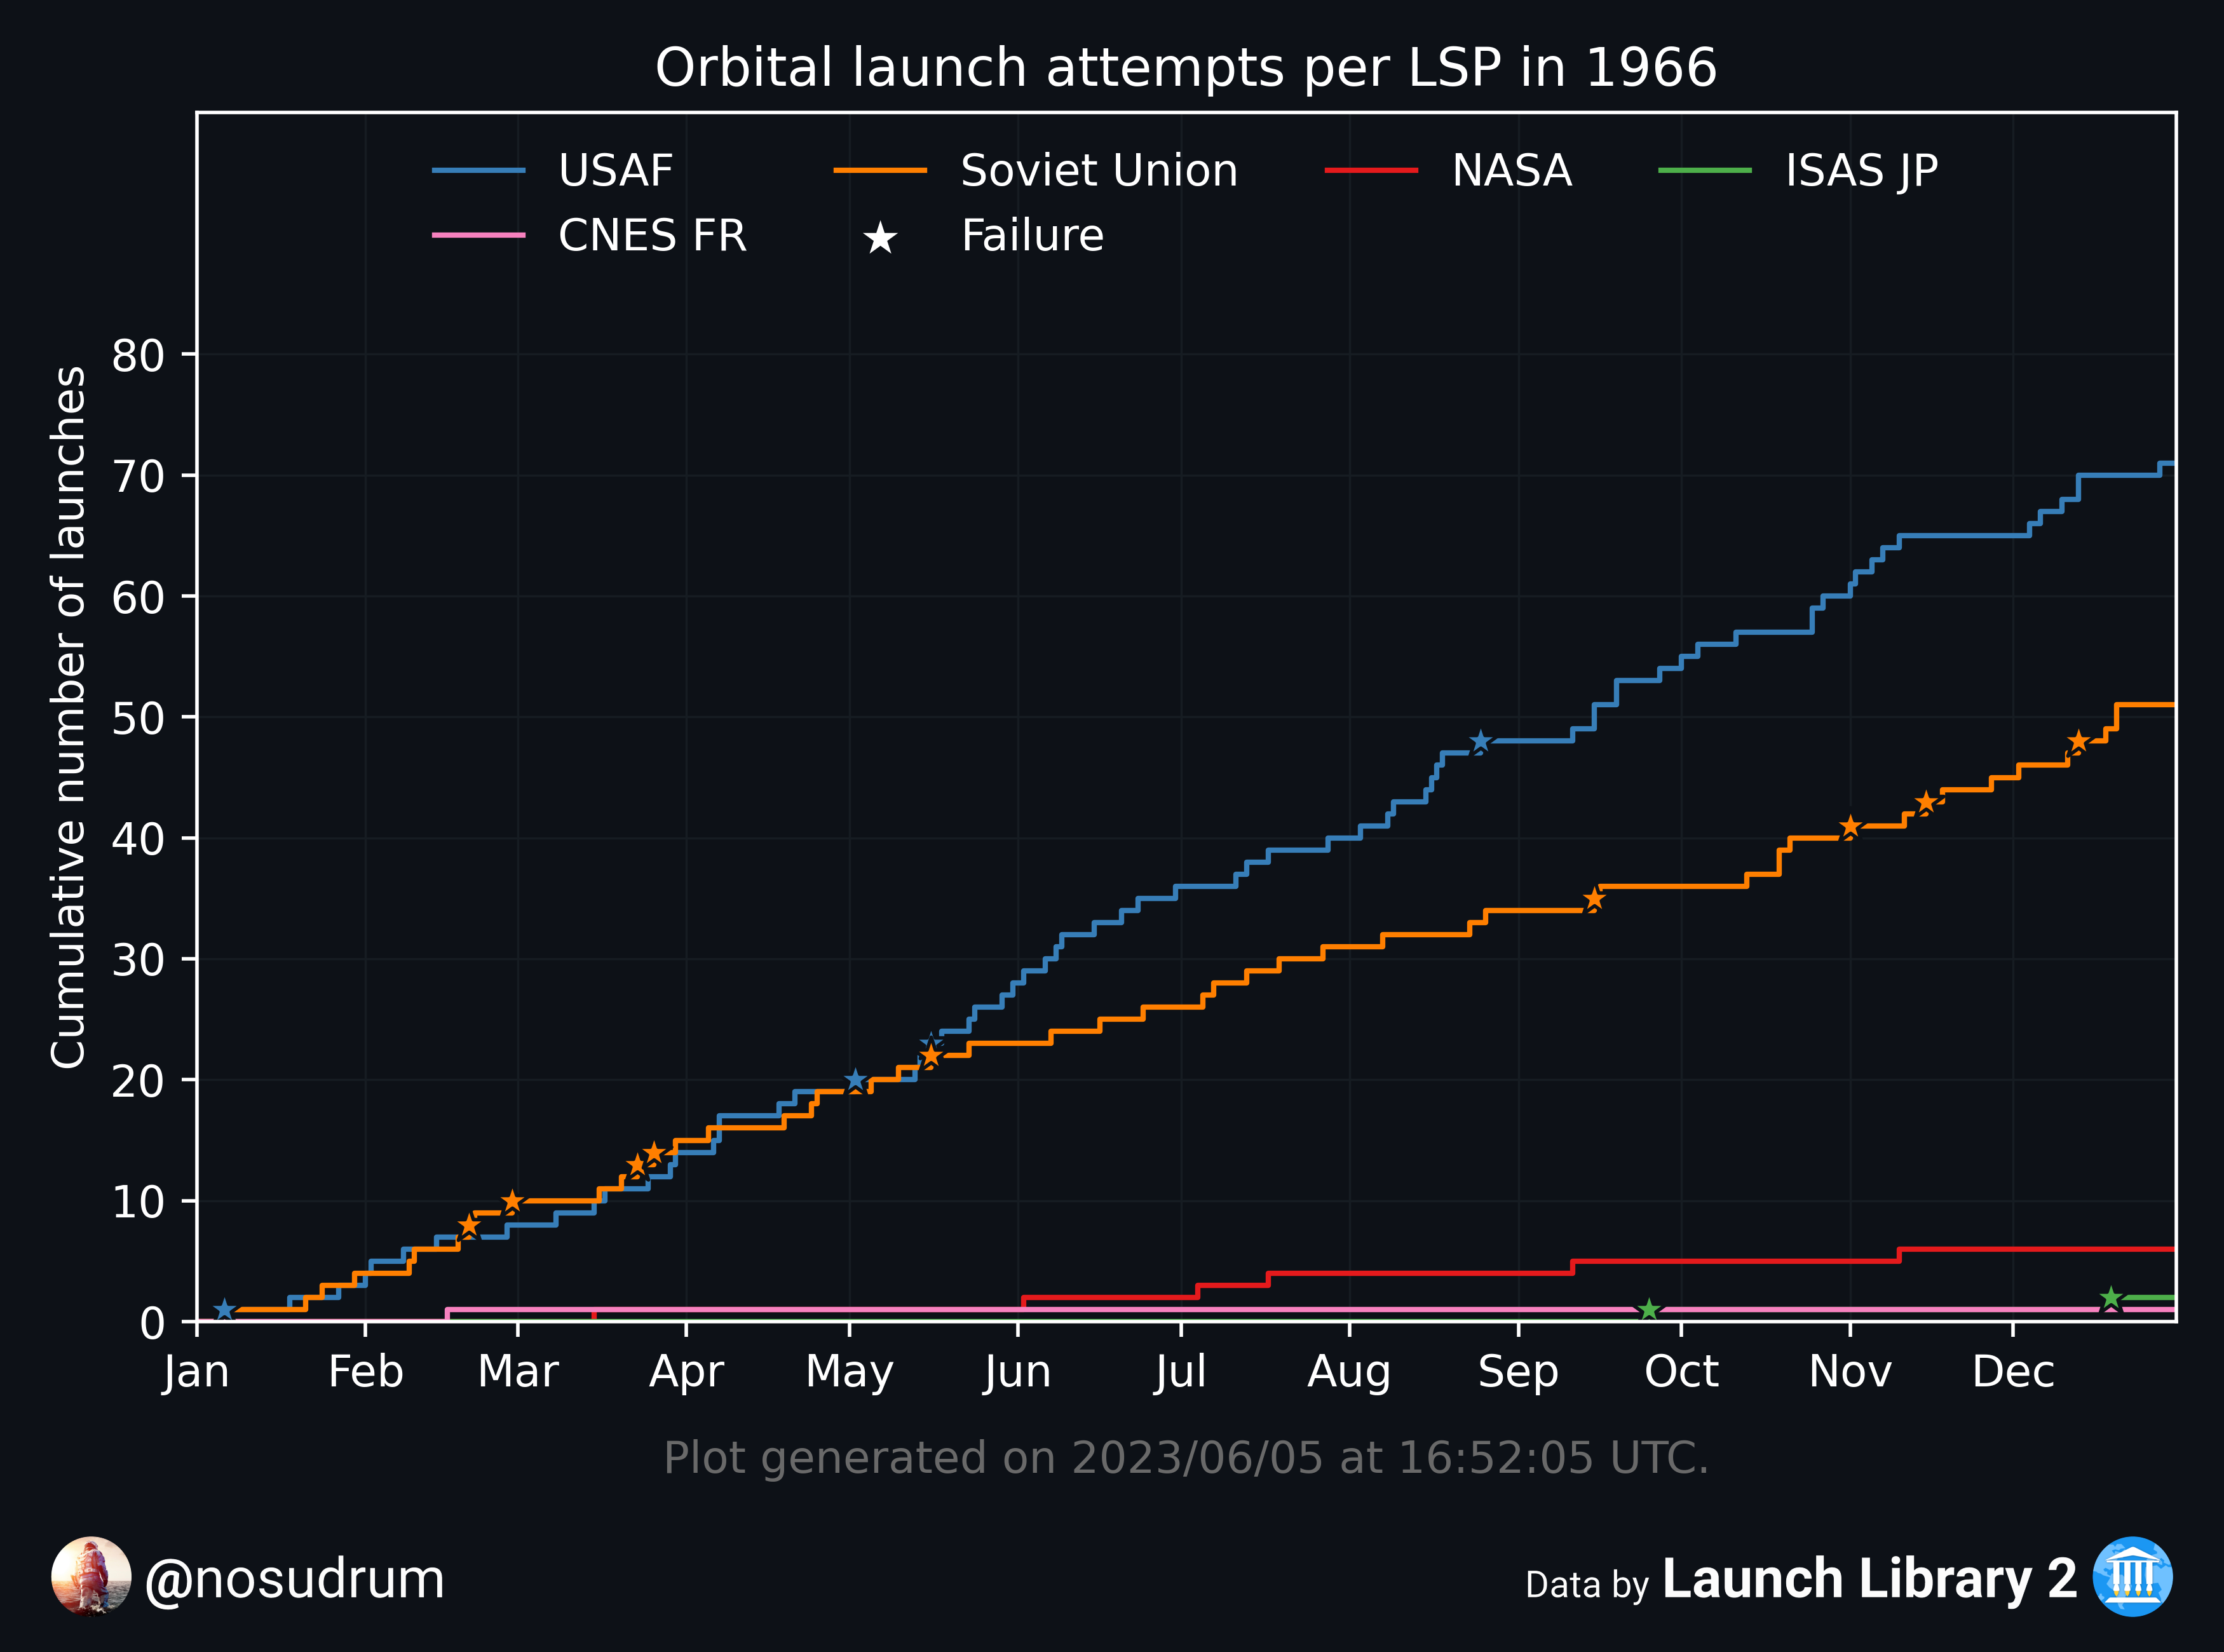 Orbital launch attempts per LSP in 1966
USAF Soviet Union NASA ISAS JP
CNES FR Failure
Cumulative number of launches
80
70
60
50
40
30
20
10
0
Jan Feb Mar Apr May Jun Jul Aug Sep Oct Nov Dec
Plot generated on 2023/06/05 at 16:52:05 UTC.
@nosudrum
Data by Launch Library 2